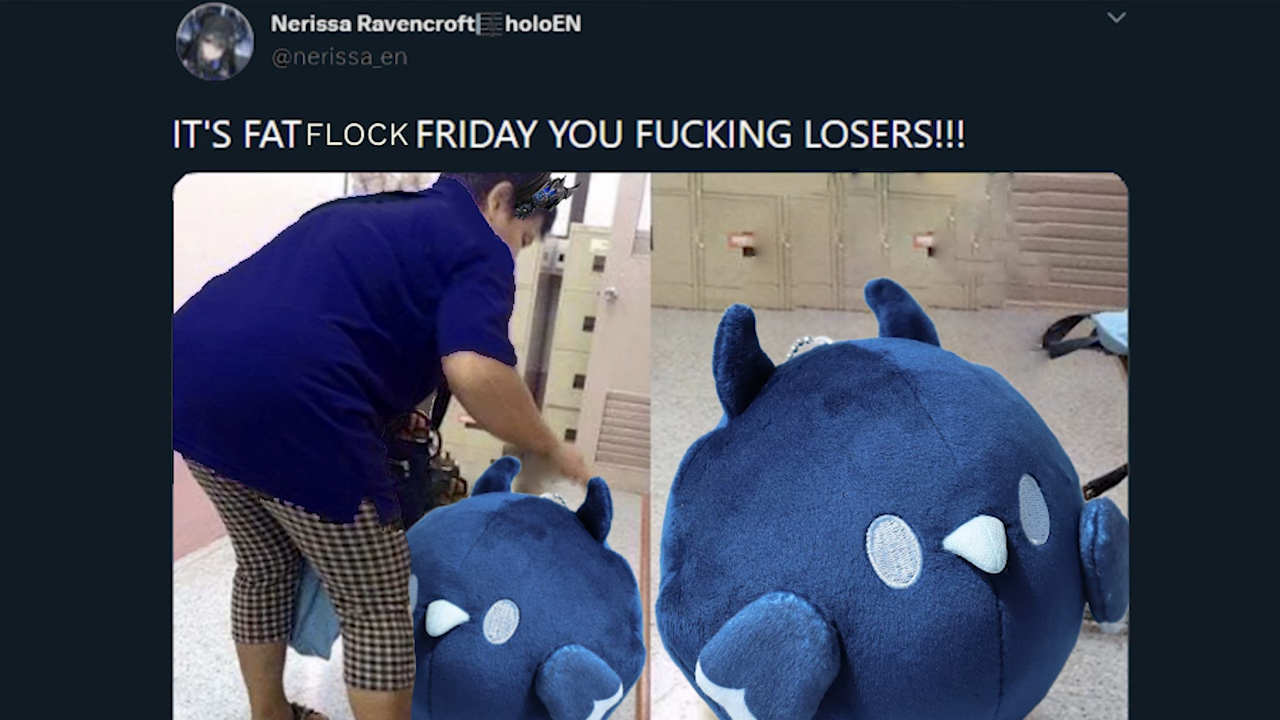 Nerissa Ravencroft holoEN
@nerissa_en
IT'S FAT FLOCK FRIDAY YOU FUCKING LOSERS!!!